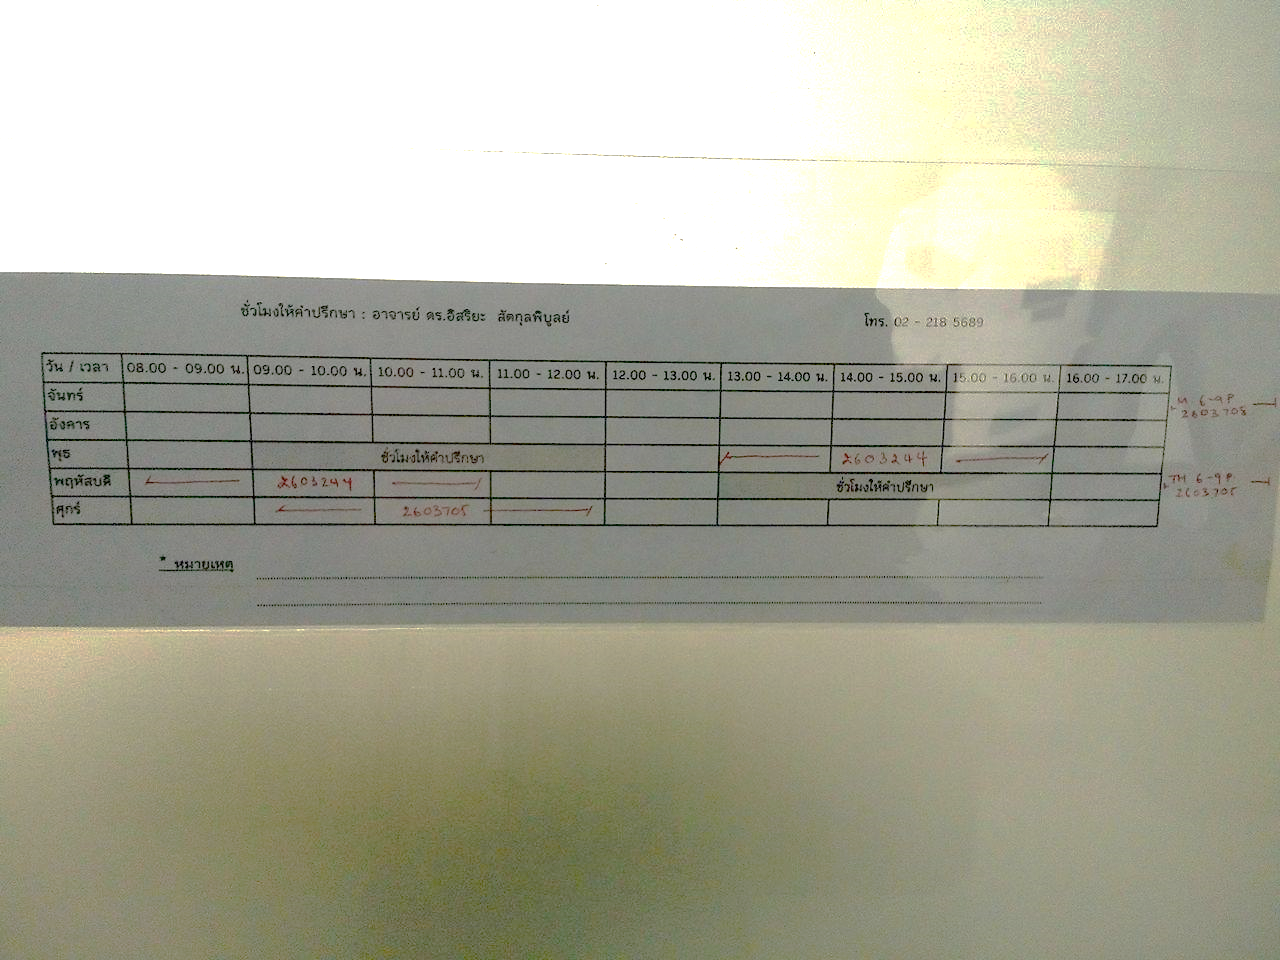 ชั่วโมงให้คำปรึกษา : อาจารย์ ดร.อิสริยะ สัตกุลพิบูลย์ โทร. 02 - 218 5689
วัน / เวลา 08.00 - 09.00 น. 09.00 - 10.00 น. 10.00 - 11.00 น. 11.00 - 12.00 น. 12.00 - 13.00 น. 13.00 - 14.00 น. 14.00 - 15.00 น. 15.00 - 16.00 น. 16.00 - 17.00 น.
จันทร์ M 6-9 P
2603705
อังคาร
พุธ ชั่วโมงให้คำปรึกษา 2603244
พฤหัสบดี 2603244 ชั่วโมงให้คำปรึกษา TH 6-9 P
2603705
ศุกร์ 2603705
* หมายเหตุ